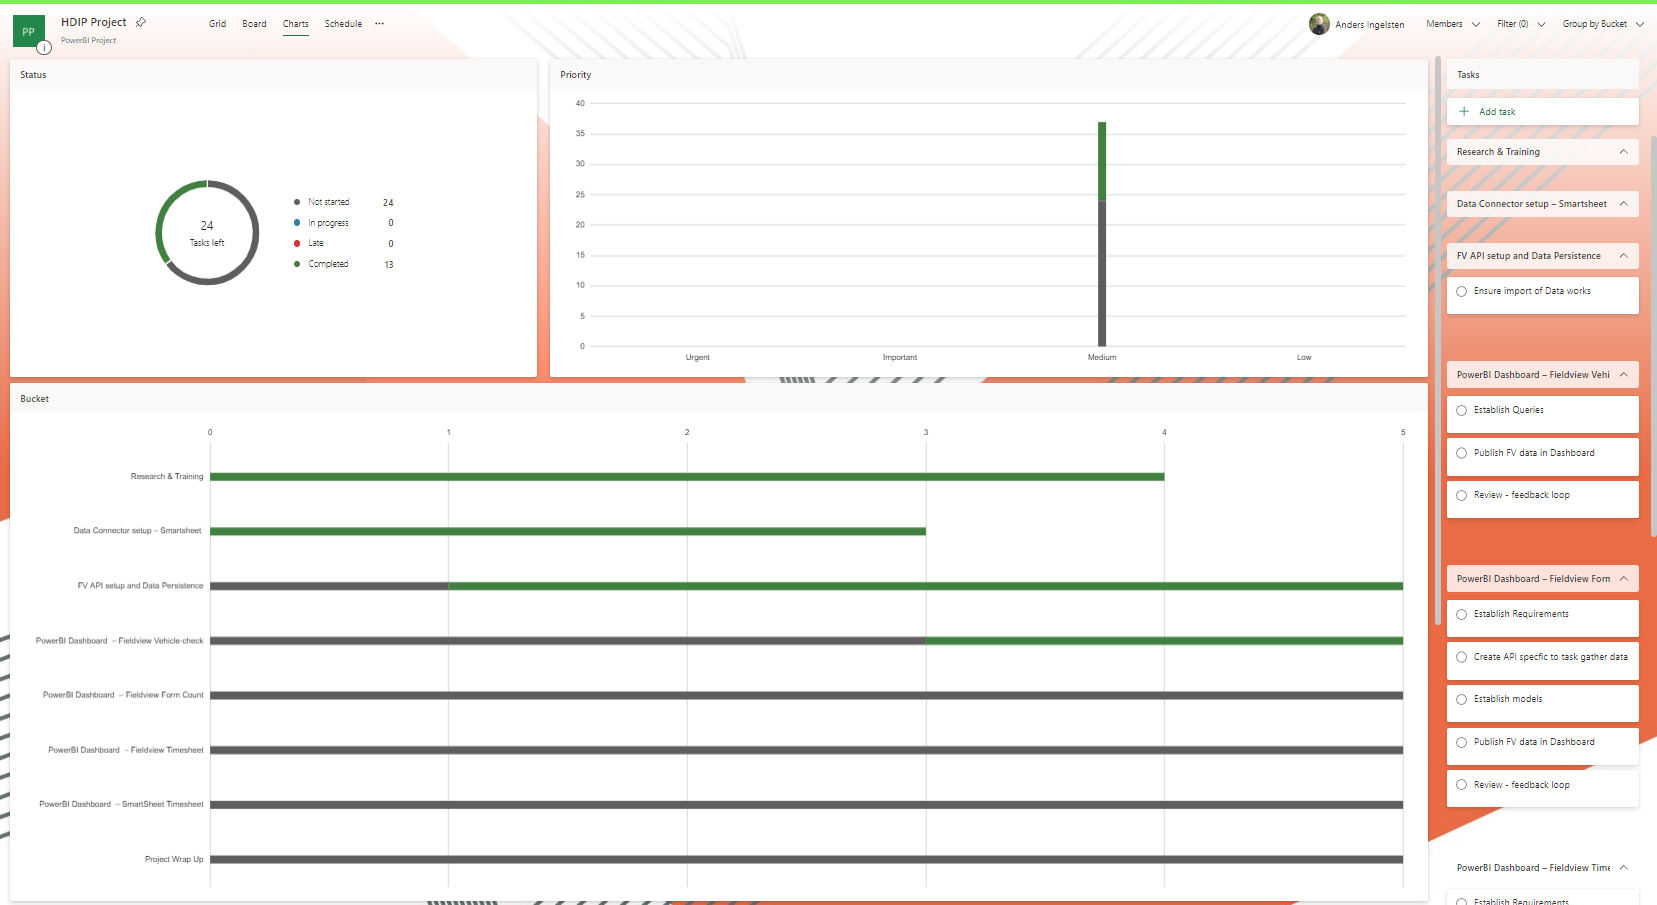 PP
i
HDIP Project
PowerBI Project
Grid Board Charts Schedule ···
Anders Ingelsten Members Filter (0) Group by Bucket
Status
24
Tasks left
Not started 24
In progress 0
Late 0
Completed 13
Priority
40
35
30
25
20
15
10
5
0
Urgent Important Medium Low
Bucket
0 1 2 3 4 5
Research & Training
Data Connector setup – Smartsheet
FV API setup and Data Persistence
PowerBI Dashboard – Fieldview Vehicle check
PowerBI Dashboard – Fieldview Form Count
PowerBI Dashboard – Fieldview Timesheet
PowerBI Dashboard – SmartSheet Timesheet
Project Wrap Up
Tasks
+ Add task
Research & Training
Data Connector setup – Smartsheet
FV API setup and Data Persistence
Ensure import of Data works
PowerBI Dashboard – Fieldview Vehi
Establish Queries
Publish FV data in Dashboard
Review - feedback loop
PowerBI Dashboard – Fieldview Forn
Establish Requirements
Create API specfic to task gather data
Establish models
Publish FV data in Dashboard
Review - feedback loop
PowerBI Dashboard – Fieldview Time
Establish Requirements